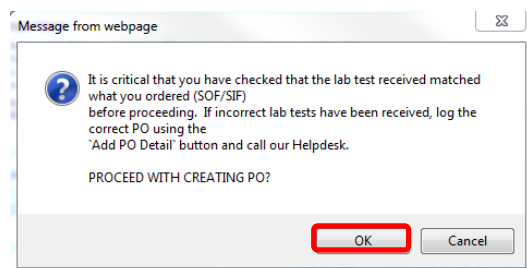 Message from webpage
It is critical that you have checked that the lab test received matched
what you ordered (SOF/SIF)
before proceeding.  If incorrect lab tests have been received, log the
correct PO using the
`Add PO Detail` button and call our Helpdesk.
PROCEED WITH CREATING PO?
OK
Cancel